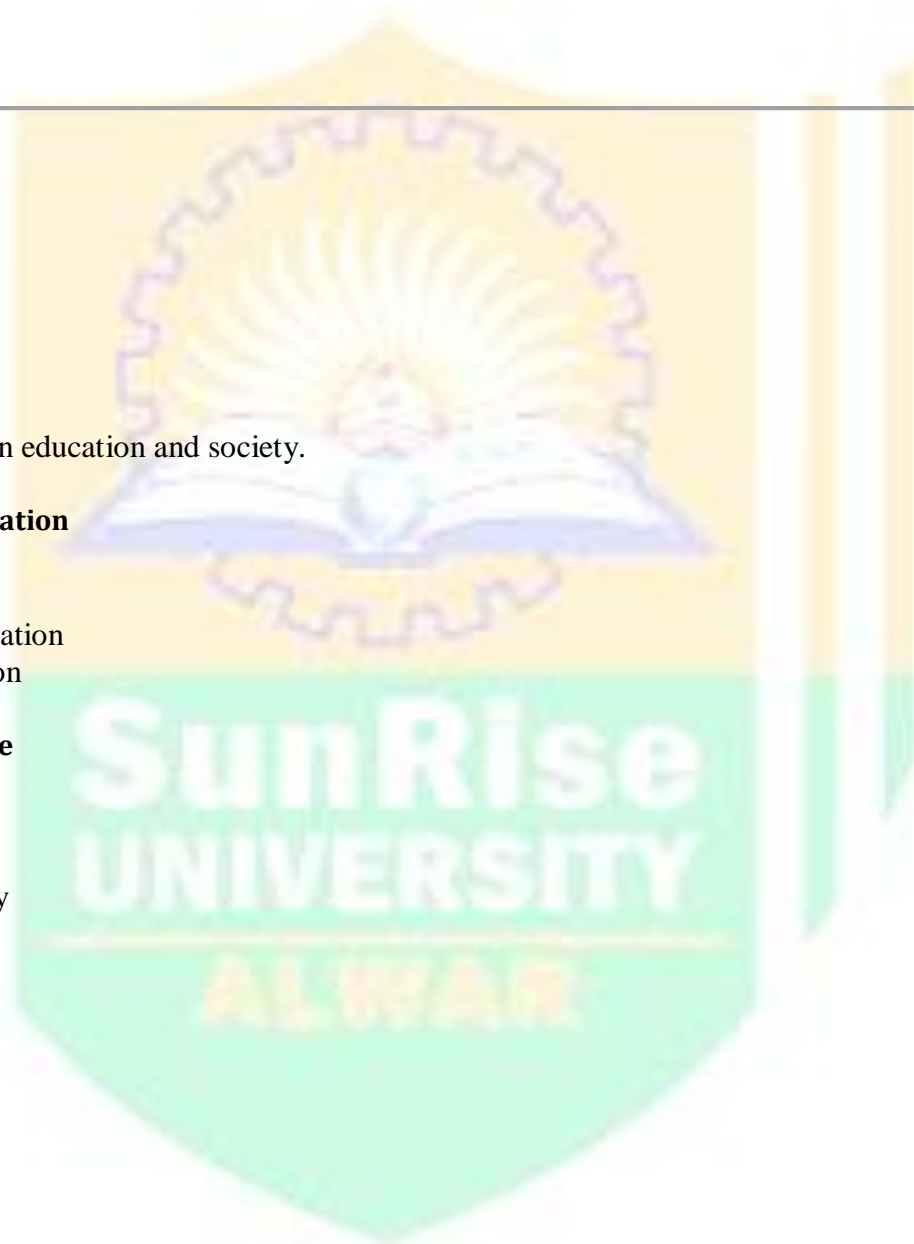 n education and society.
ation
ation
on
e
y
SunRise
UNIVERSITY
ALWAR